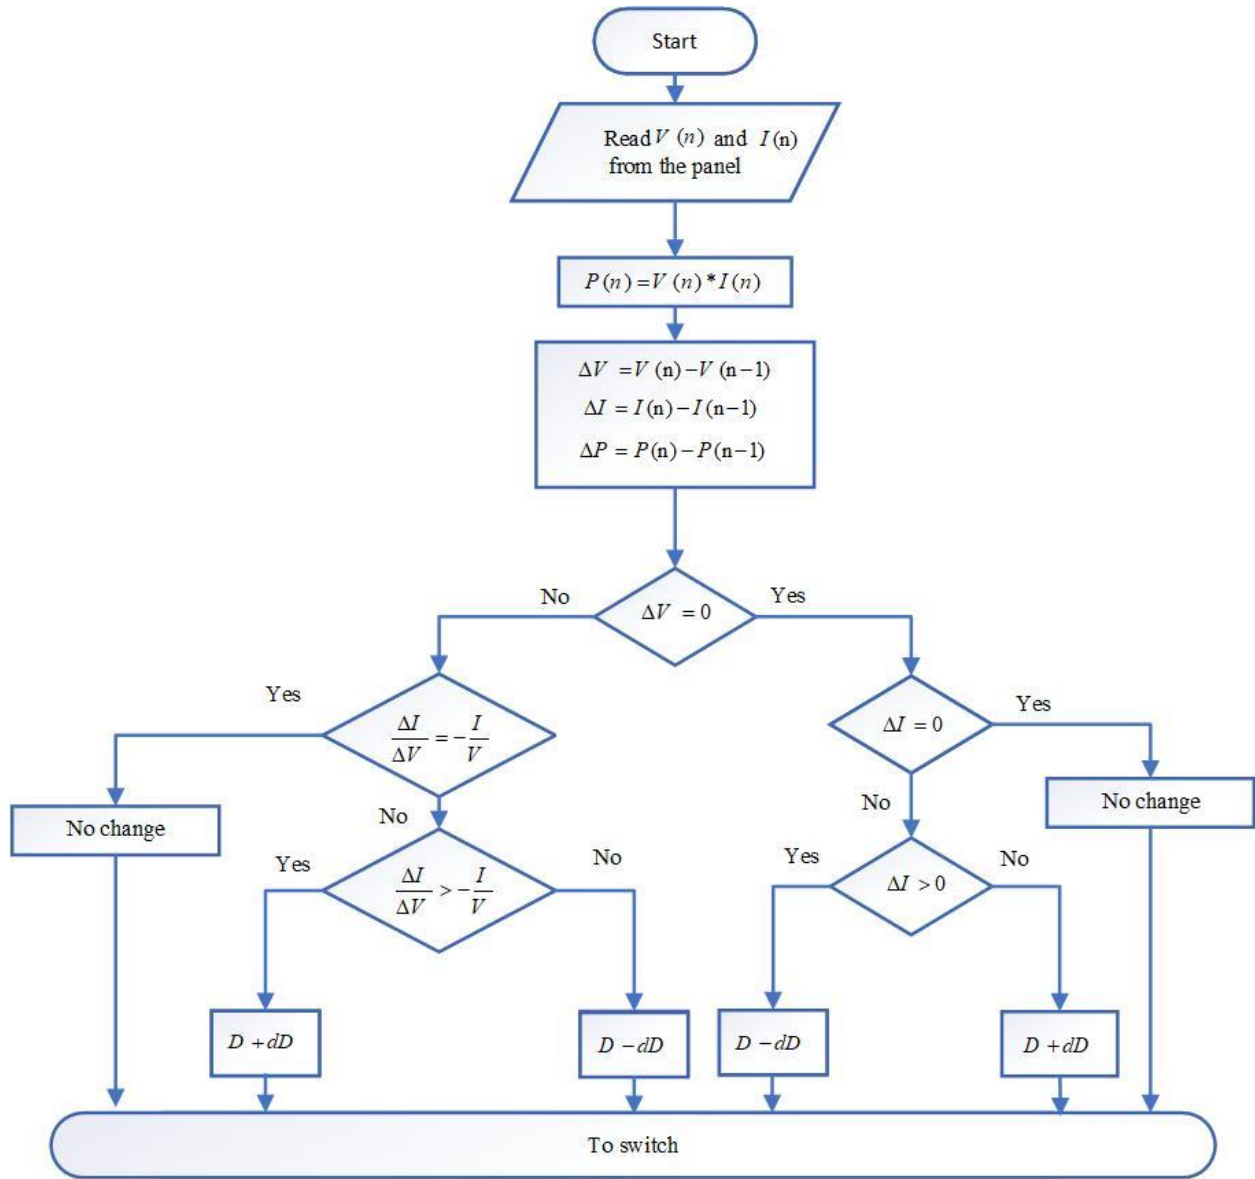 Start
Read V (n) and I (n)
from the panel
P (n) = V (n) * I (n)
ΔV = V (n) − V (n−1)
ΔI = I (n) − I (n−1)
ΔP = P (n) − P (n−1)
No
Yes
ΔV = 0
Yes
ΔI/ΔV = −I/V
ΔI = 0
Yes
No change
No
No
No change
Yes
ΔI/ΔV > −I/V
No
Yes
ΔI > 0
No
D + dD
D − dD
D − dD
D + dD
To switch